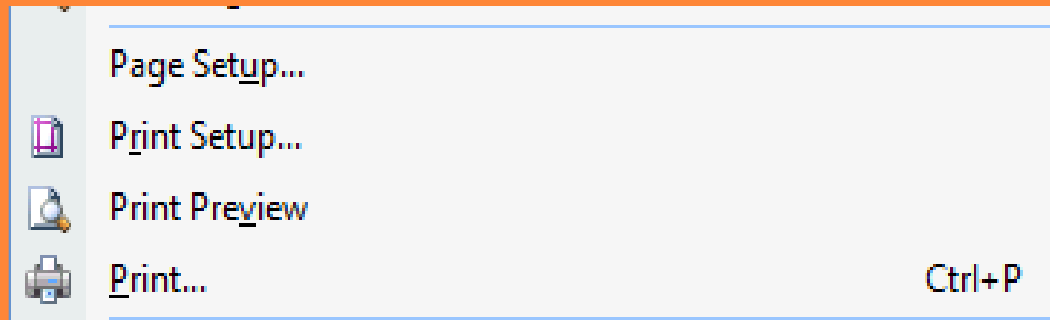 Page Setup...
Print Setup...
Print Preview
Print... Ctrl+P